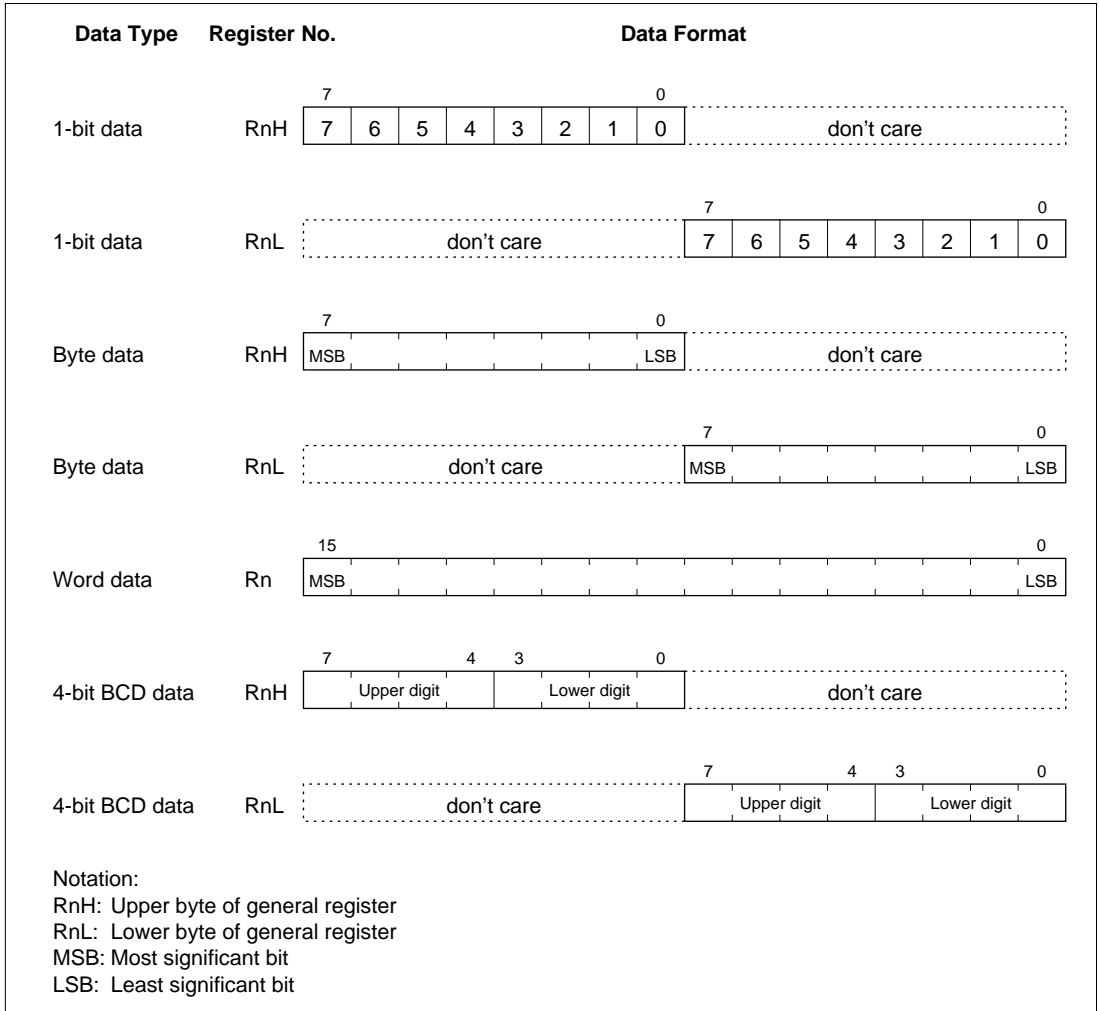 Data Type Register No. Data Format
7 0
1-bit data RnH 7 6 5 4 3 2 1 0 don't care
7 0
1-bit data RnL don't care 7 6 5 4 3 2 1 0
7 0
Byte data RnH MSB LSB don't care
7 0
Byte data RnL don't care MSB LSB
15 0
Word data Rn MSB LSB
7 4 3 0
4-bit BCD data RnH Upper digit Lower digit don't care
7 4 3 0
4-bit BCD data RnL don't care Upper digit Lower digit
Notation:
RnH: Upper byte of general register
RnL: Lower byte of general register
MSB: Most significant bit
LSB: Least significant bit